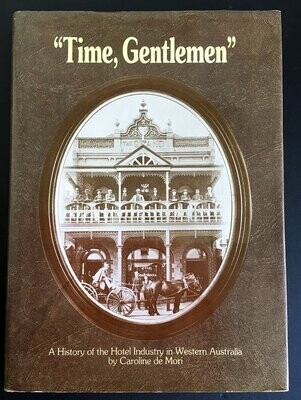 “Time, Gentlemen”
A History of the Hotel Industry in Western Australia
by Caroline de Mori